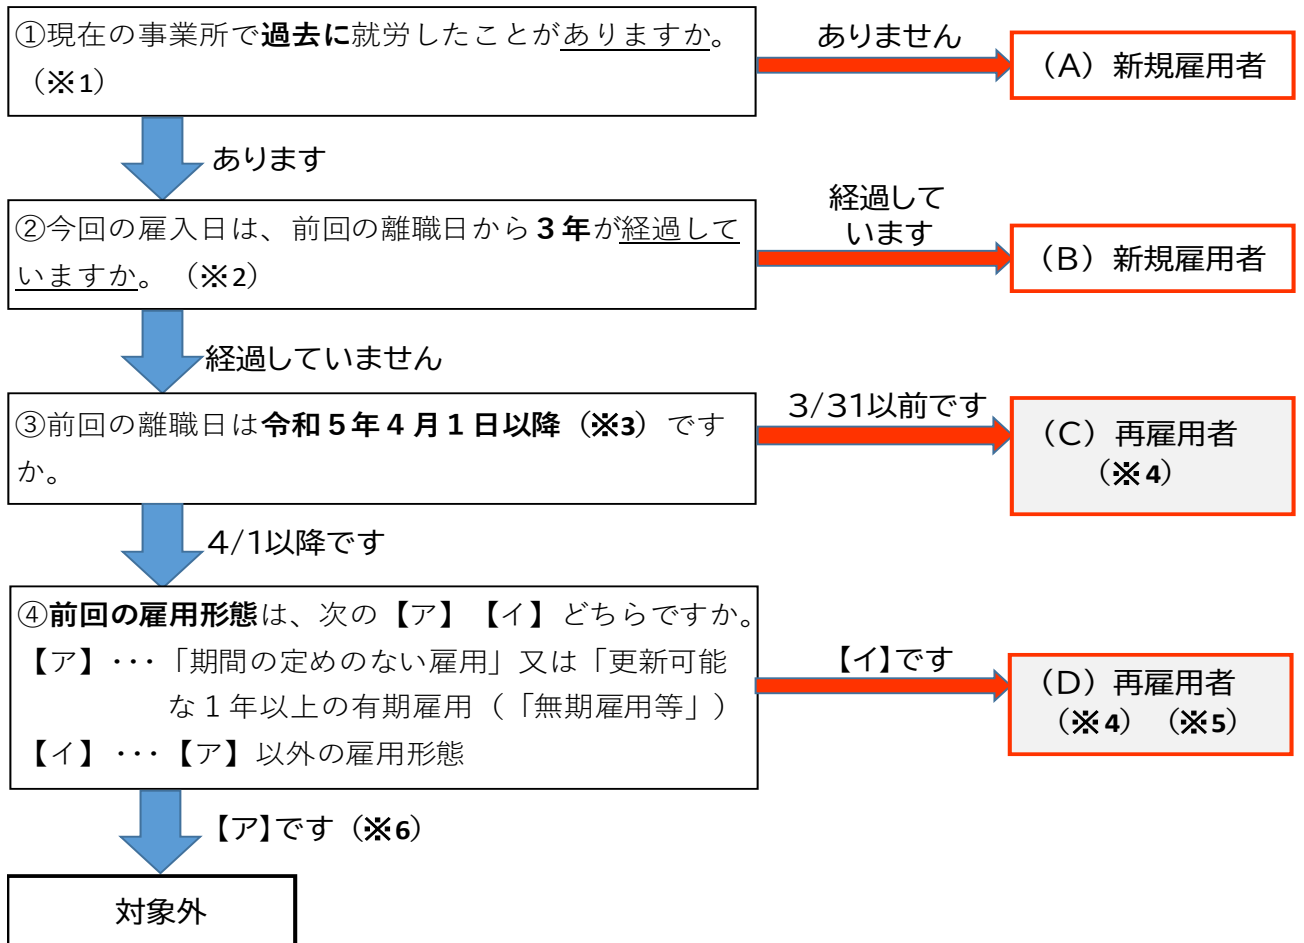 ①現在の事業所で過去に就労したことがありますか。
（※1）
ありません
（A）新規雇用者
あります
②今回の雇入日は、前回の離職日から３年が経過して
いますか。（※2）
経過して
います
（B）新規雇用者
経過していません
③前回の離職日は令和５年４月１日以降（※3）です
か。
3/31以前です
（C）再雇用者
（※4）
4/1以降です
④前回の雇用形態は、次の【ア】【イ】どちらですか。
【ア】･･･「期間の定めのない雇用」又は「更新可能
な１年以上の有期雇用（「無期雇用等」）
【イ】･･･【ア】以外の雇用形態
【イ】です
（D）再雇用者
（※4）（※5）
【ア】です（※6）
対象外